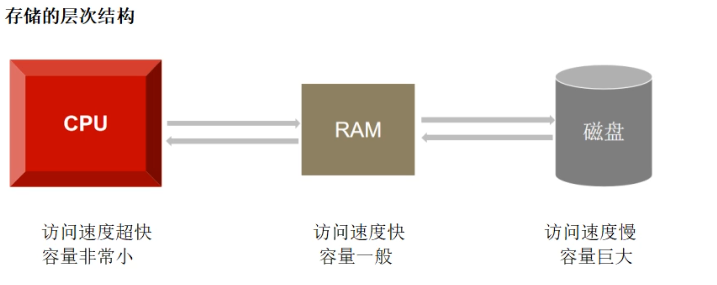 存储的层次结构
CPU
RAM
磁盘
访问速度超快
容量非常小
访问速度快
容量一般
访问速度慢
容量巨大